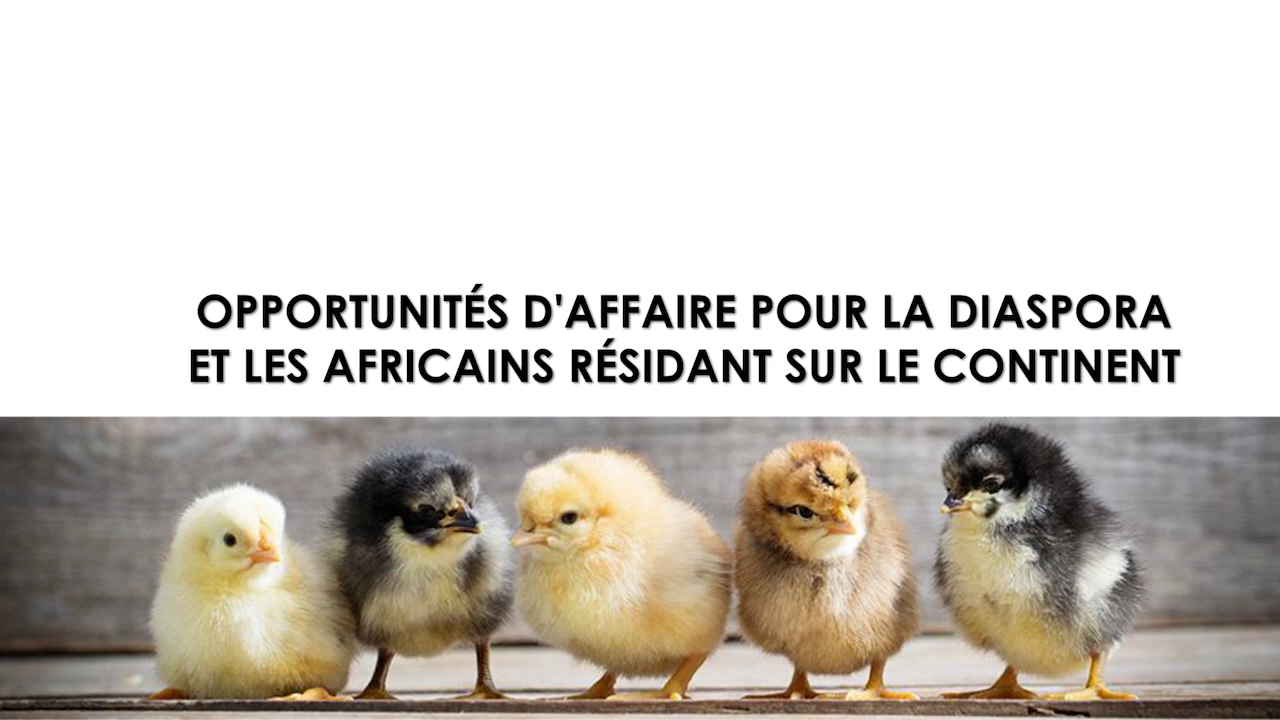 OPPORTUNITÉS D'AFFAIRE POUR LA DIASPORA
ET LES AFRICAINS RÉSIDANT SUR LE CONTINENT